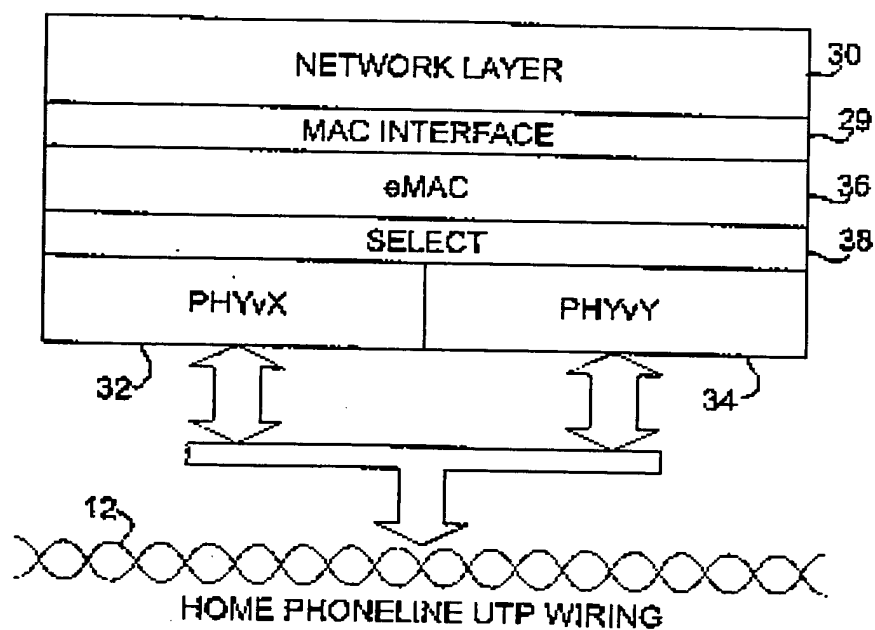 NETWORK LAYER
30
MAC INTERFACE
29
eMAC
36
SELECT
38
PHYvX
PHYvY
32
34
12
HOME PHONELINE UTP WIRING